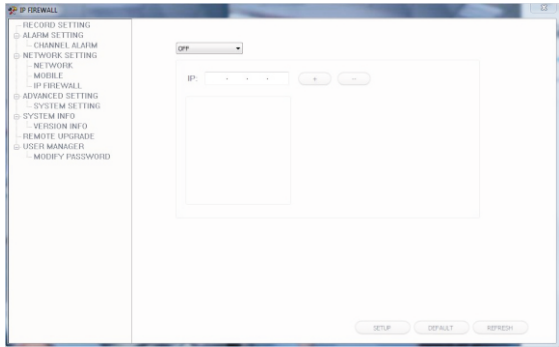 IP FIREWALL
RECORD SETTING
ALARM SETTING
CHANNEL ALARM
NETWORK SETTING
NETWORK
MOBILE
IP FIREWALL
ADVANCED SETTING
SYSTEM SETTING
SYSTEM INFO
VERSION INFO
REMOTE UPGRADE
USER MANAGER
MODIFY PASSWORD
OFF
IP: . . . + -
SETUP DEFAULT REFRESH